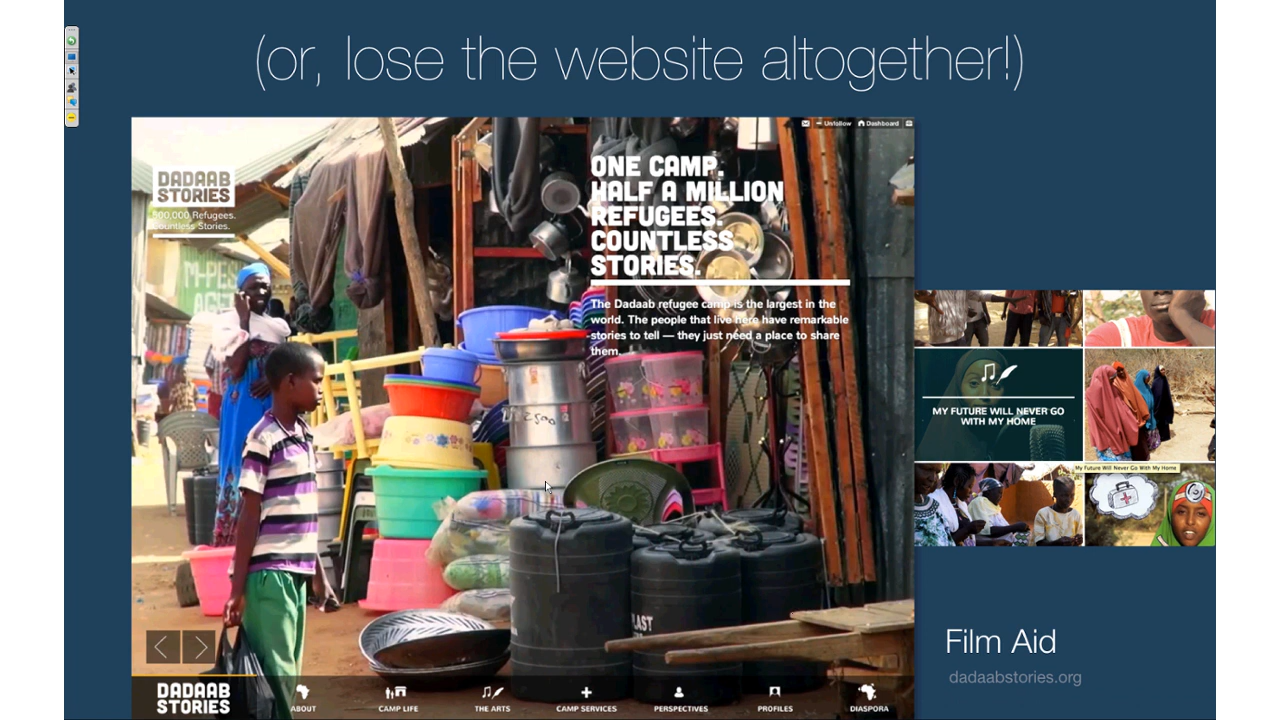 (or, lose the website altogether!)
Unfollow
Dashboard
DADAAB
STORIES
500,000 Refugees.
Countless Stories.
ONE CAMP.
HALF A MILLION
REFUGEES.
COUNTLESS
STORIES.
The Dadaab refugee camp is the largest in the
world. The people that live here have remarkable
stories to tell — they just need a place to share
them.
M-PESA
MY FUTURE WILL NEVER GO
WITH MY HOME
My Future Will Never Go With My Home
Film Aid
dadaabstories.org
DADAAB
STORIES
ABOUT
CAMP LIFE
THE ARTS
CAMP SERVICES
PERSPECTIVES
PROFILES
DIASPORA